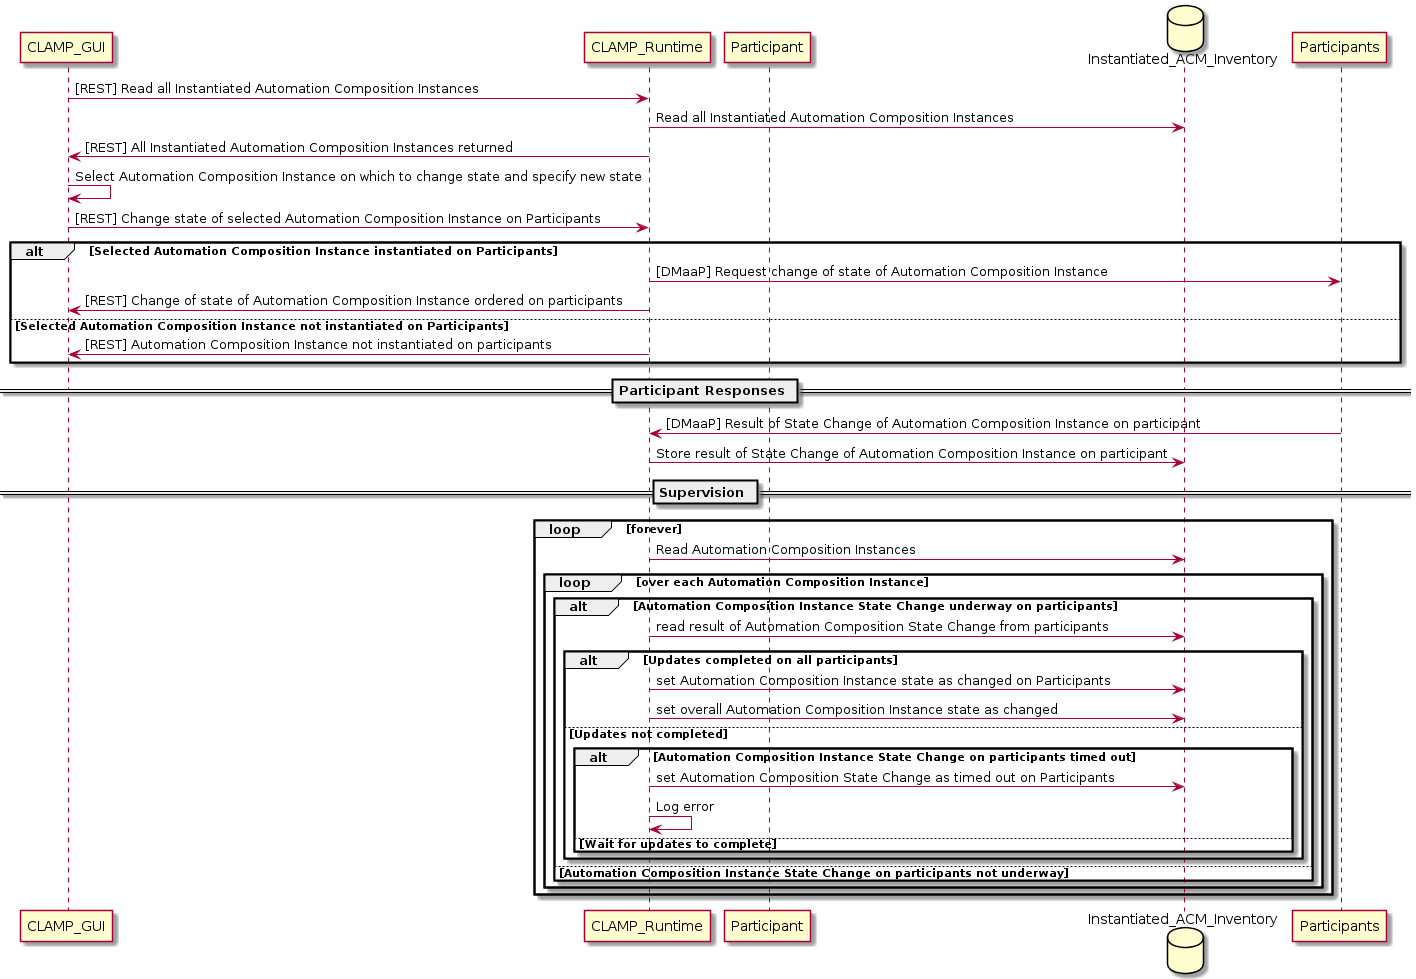 CLAMP_GUI
CLAMP_Runtime
Participant
Instantiated_ACM_Inventory
Participants
[REST] Read all Instantiated Automation Composition Instances
Read all Instantiated Automation Composition Instances
[REST] All Instantiated Automation Composition Instances returned
Select Automation Composition Instance on which to change state and specify new state
[REST] Change state of selected Automation Composition Instance on Participants
alt [Selected Automation Composition Instance instantiated on Participants]
[DMaaP] Request change of state of Automation Composition Instance
[REST] Change of state of Automation Composition Instance ordered on participants
[Selected Automation Composition Instance not instantiated on Participants]
[REST] Automation Composition Instance not instantiated on participants
Participant Responses
[DMaaP] Result of State Change of Automation Composition Instance on participant
Store result of State Change of Automation Composition Instance on participant
Supervision
loop [forever]
Read Automation Composition Instances
loop [over each Automation Composition Instance]
alt [Automation Composition Instance State Change underway on participants]
read result of Automation Composition State Change from participants
alt [Updates completed on all participants]
set Automation Composition Instance state as changed on Participants
set overall Automation Composition Instance state as changed
[Updates not completed]
alt [Automation Composition Instance State Change on participants timed out]
set Automation Composition State Change as timed out on Participants
Log error
[Wait for updates to complete]
[Automation Composition Instance State Change on participants not underway]
CLAMP_GUI
CLAMP_Runtime
Participant
Instantiated_ACM_Inventory
Participants